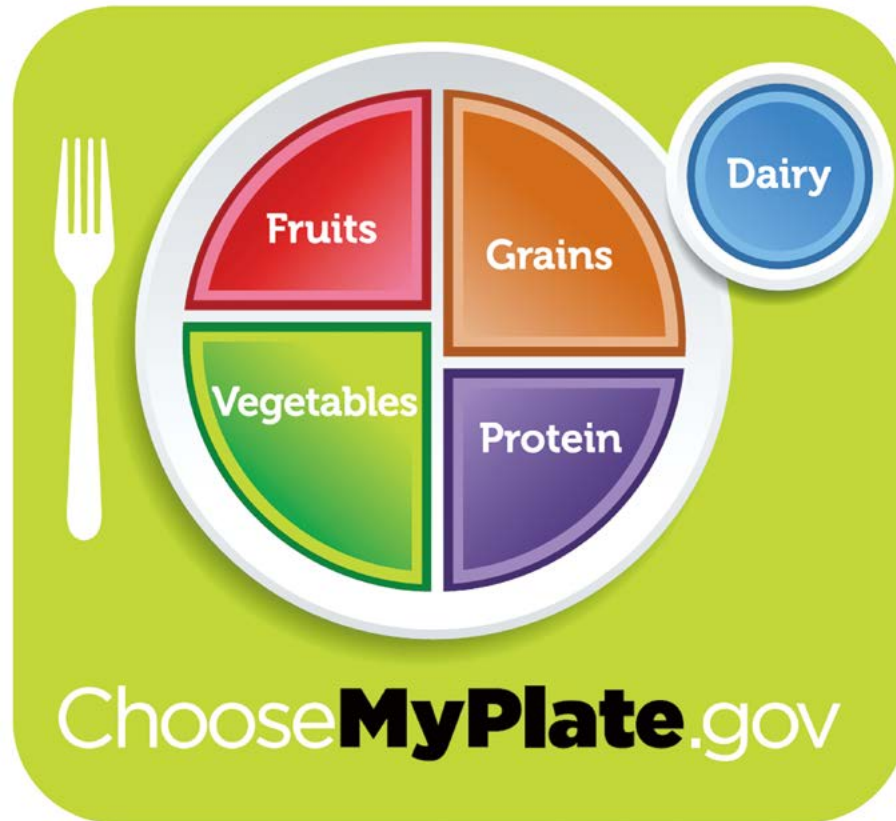 Dairy
Fruits
Grains
Vegetables
Protein
ChooseMyPlate.gov